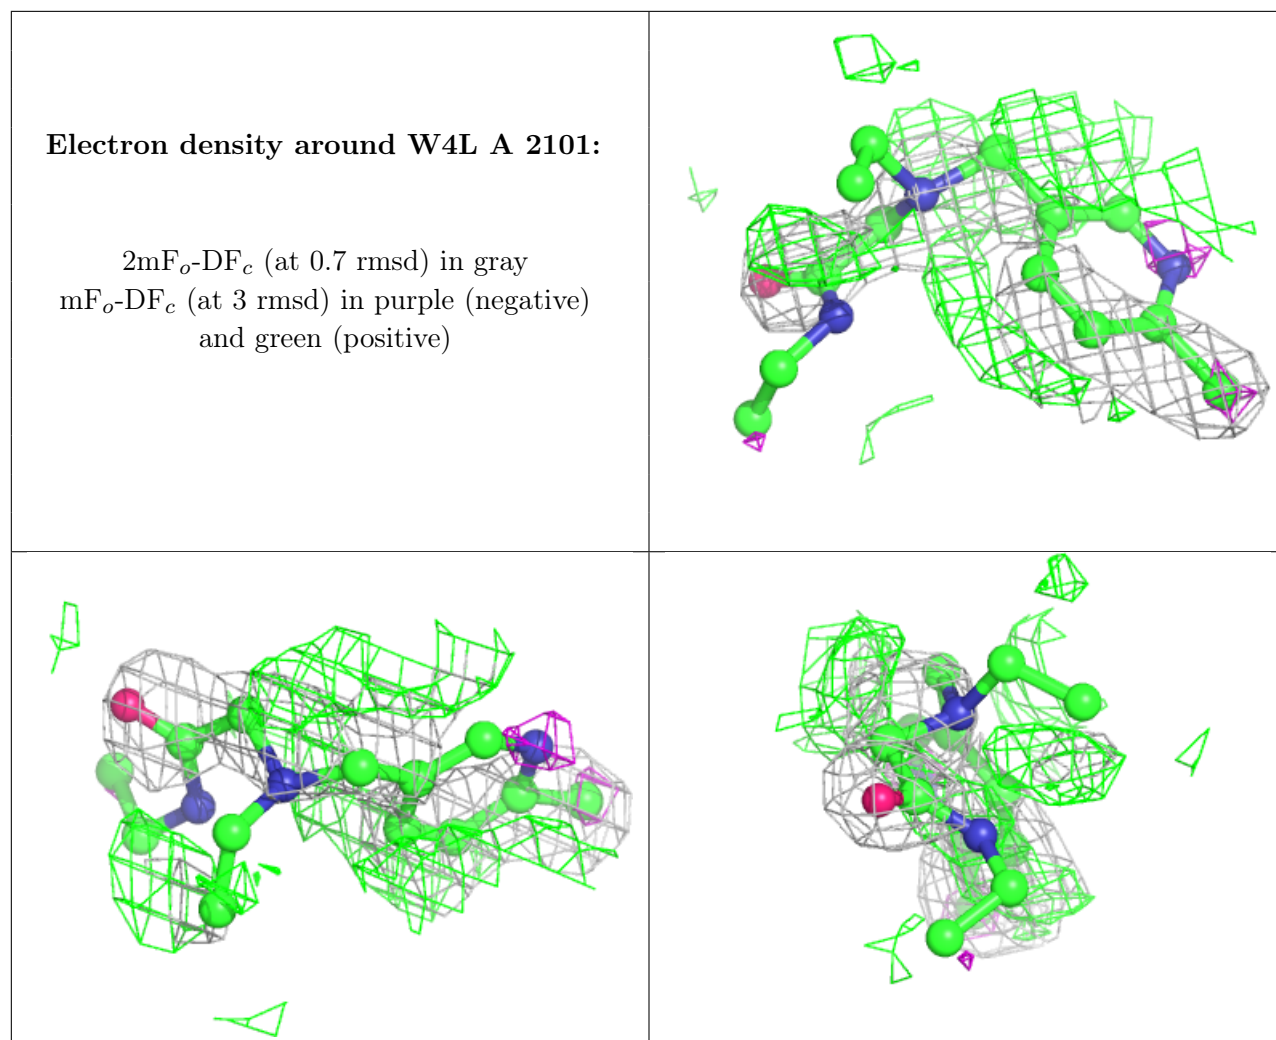 Electron density around W4L A 2101:
2mFₒ-DF𝒸 (at 0.7 rmsd) in gray
mFₒ-DF𝒸 (at 3 rmsd) in purple (negative)
and green (positive)